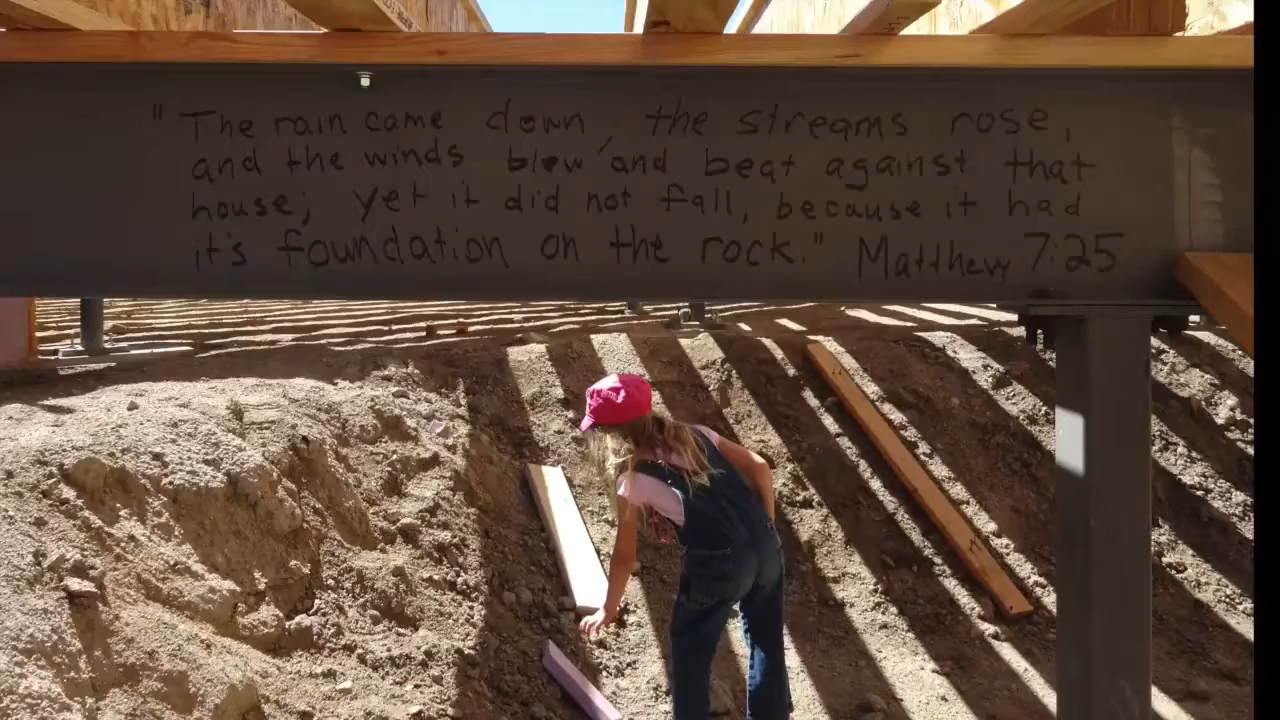 "The rain came down, the streams rose,
and the winds blew and beat against that
house; yet it did not fall, because it had
it's foundation on the rock." Matthew 7:25